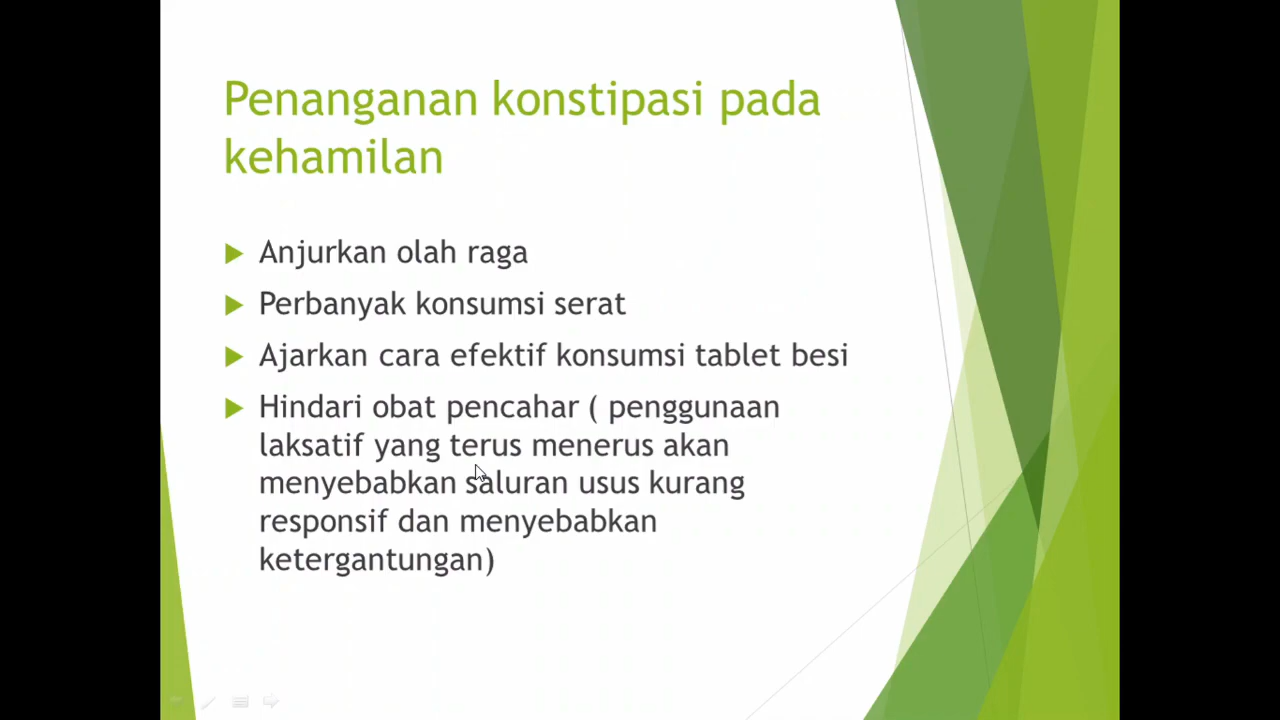 Penanganan konstipasi pada
kehamilan
Anjurkan olah raga
Perbanyak konsumsi serat
Ajarkan cara efektif konsumsi tablet besi
Hindari obat pencahar ( penggunaan
laksatif yang terus menerus akan
menyebabkan saluran usus kurang
responsif dan menyebabkan
ketergantungan)